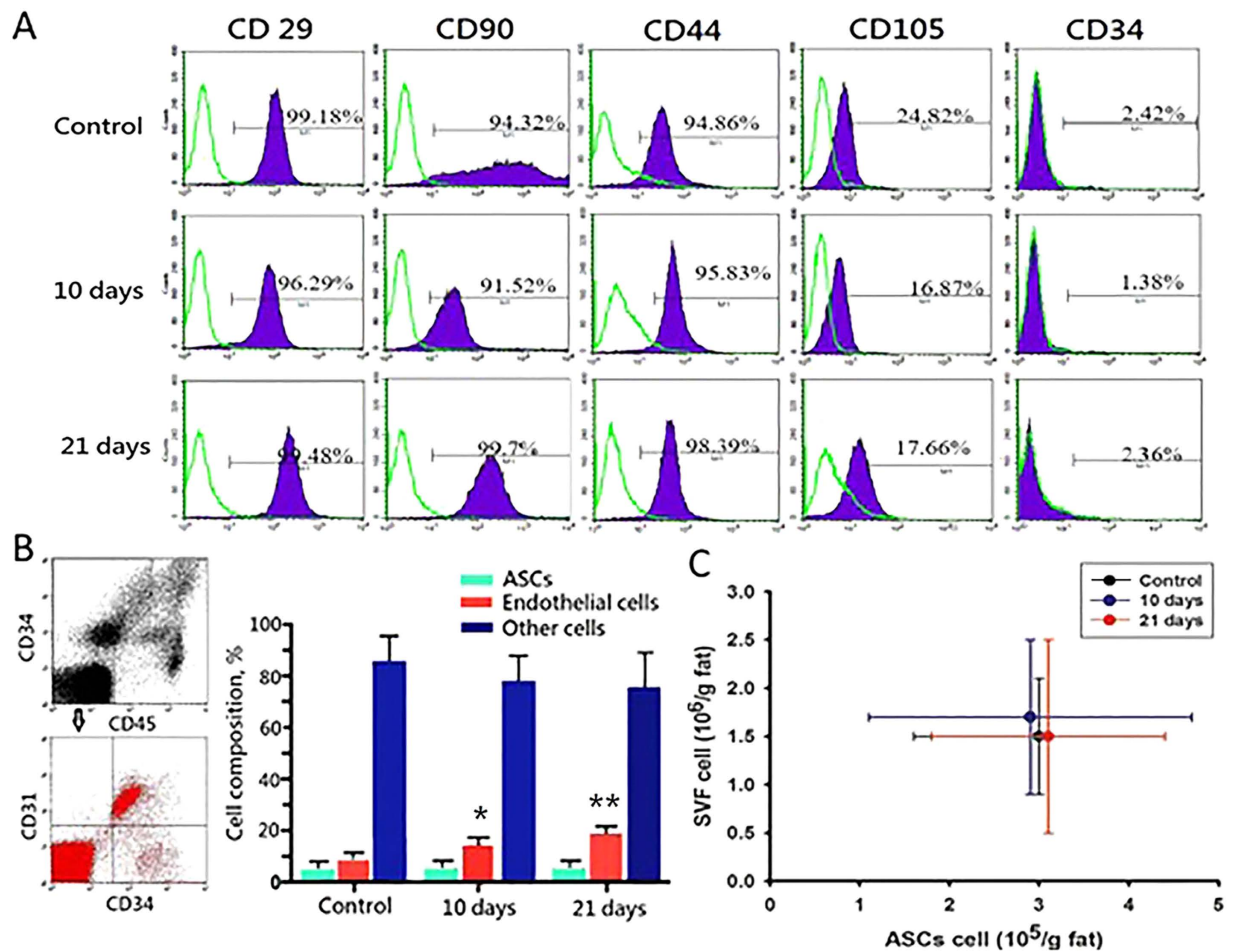 A
CD 29 CD90 CD44 CD105 CD34
Control 99.18% 94.32% 94.86% 24.82% 2.42%
10 days 96.29% 91.52% 95.83% 16.87% 1.38%
21 days 99.48% 99.7% 98.39% 17.66% 2.36%
B
CD34
CD45
CD31
CD34
ASCs
Endothelial cells
Other cells
Cell composition, %
100
80
60
40
20
0
* **
Control 10 days 21 days
C
Control
10 days
21 days
SVF cell (10⁶/g fat)
3.0
2.5
2.0
1.5
1.0
0.5
0.0
0 1 2 3 4 5
ASCs cell (10⁵/g fat)